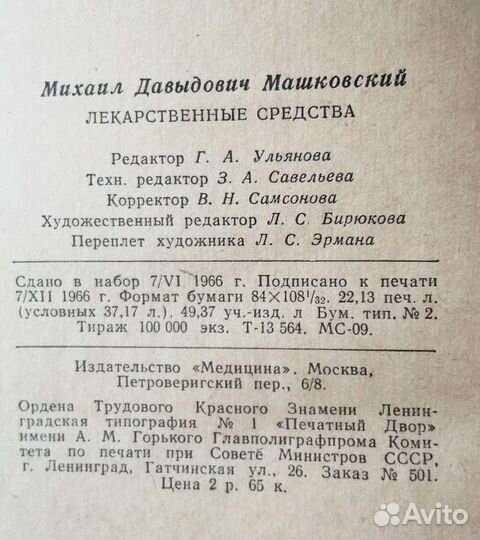 Михаил Давыдович Машковский
ЛЕКАРСТВЕННЫЕ СРЕДСТВА
Редактор Г. А. Ульянова
Техн. редактор З. А. Савельева
Корректор В. Н. Самсонова
Художественный редактор Л. С. Бирюкова
Переплет художника Л. С. Эрмана
Сдано в набор 7/VI 1966 г. Подписано к печати
7/XII 1966 г. Формат бумаги 84×108¹/₃₂. 22,13 печ. л.
(условных 37,17 л.). 49,37 уч.-изд. л Бум. тип. № 2.
Тираж 100 000 экз. Т-13 564. МС-09.
Издательство «Медицина». Москва,
Петроверигский пер., 6/8.
Ордена Трудового Красного Знамени Ленин-
градская типография № 1 «Печатный Двор»
имени А. М. Горького Главполиграфпрома Коми-
тета по печати при Совете Министров СССР,
г. Ленинград, Гатчинская ул., 26. Заказ № 501.
Цена 2 р. 65 к.
Avito